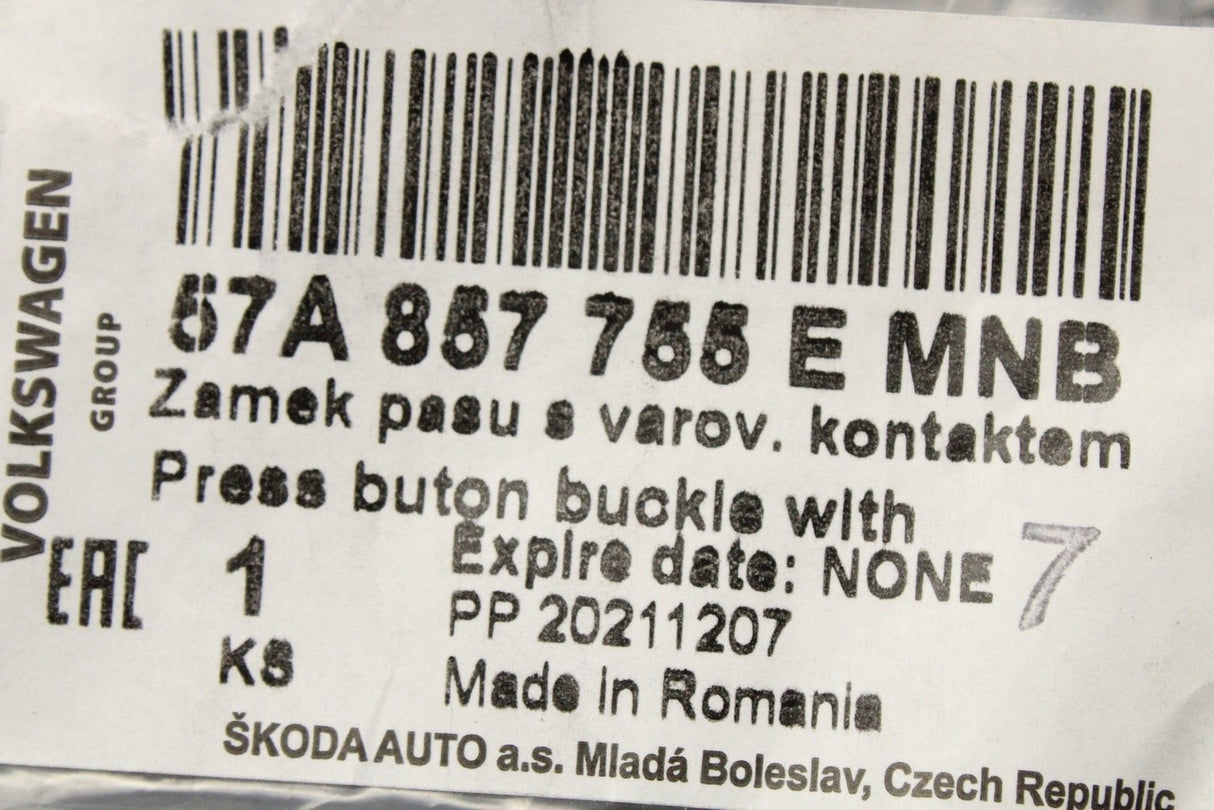 VOLKSWAGEN
GROUP
57A 857 755 E MNB
Zamek pasu s varov. kontaktem
Press buton buckle with
EAC
1
KS
Expire date: NONE
7
PP 20211207
Made in Romania
ŠKODA AUTO a.s. Mladá Boleslav, Czech Republic